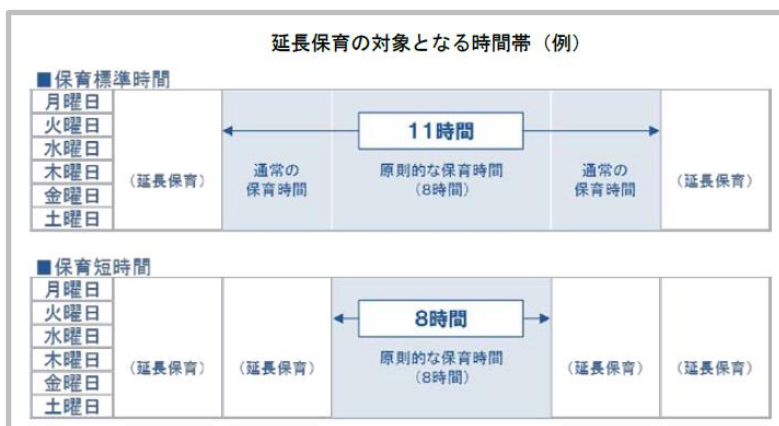 延長保育の対象となる時間帯（例）
■保育標準時間
月曜日
火曜日
水曜日
木曜日
金曜日
土曜日
（延長保育）
通常の
保育時間
11時間
原則的な保育時間
（8時間）
通常の
保育時間
（延長保育）
■保育短時間
月曜日
火曜日
水曜日
木曜日
金曜日
土曜日
（延長保育）
（延長保育）
8時間
原則的な保育時間
（8時間）
（延長保育）
（延長保育）